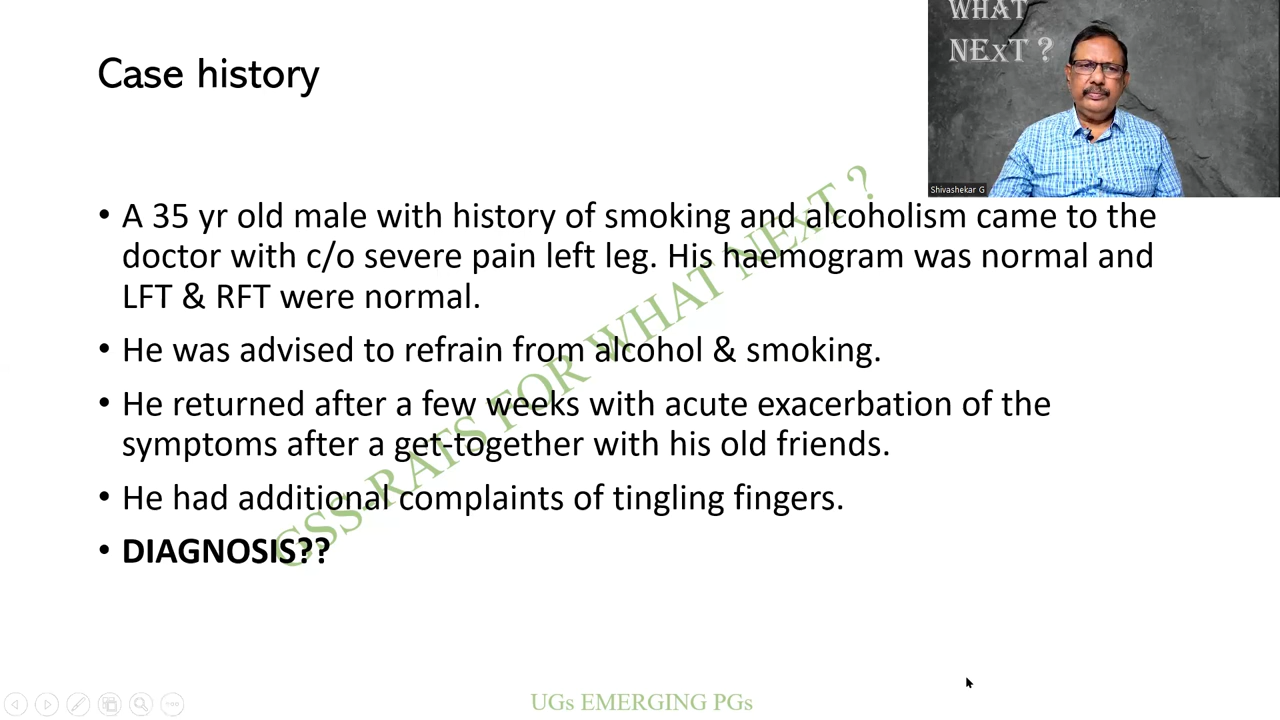 WHAT
NExT ?
Shivashekar G
Case history
• A 35 yr old male with history of smoking and alcoholism came to the
doctor with c/o severe pain left leg. His haemogram was normal and
LFT & RFT were normal.
• He was advised to refrain from alcohol & smoking.
• He returned after a few weeks with acute exacerbation of the
symptoms after a get-together with his old friends.
• He had additional complaints of tingling fingers.
• DIAGNOSIS??
GSS-RAFS FOR WHAT NExT ?
UGs EMERGING PGs